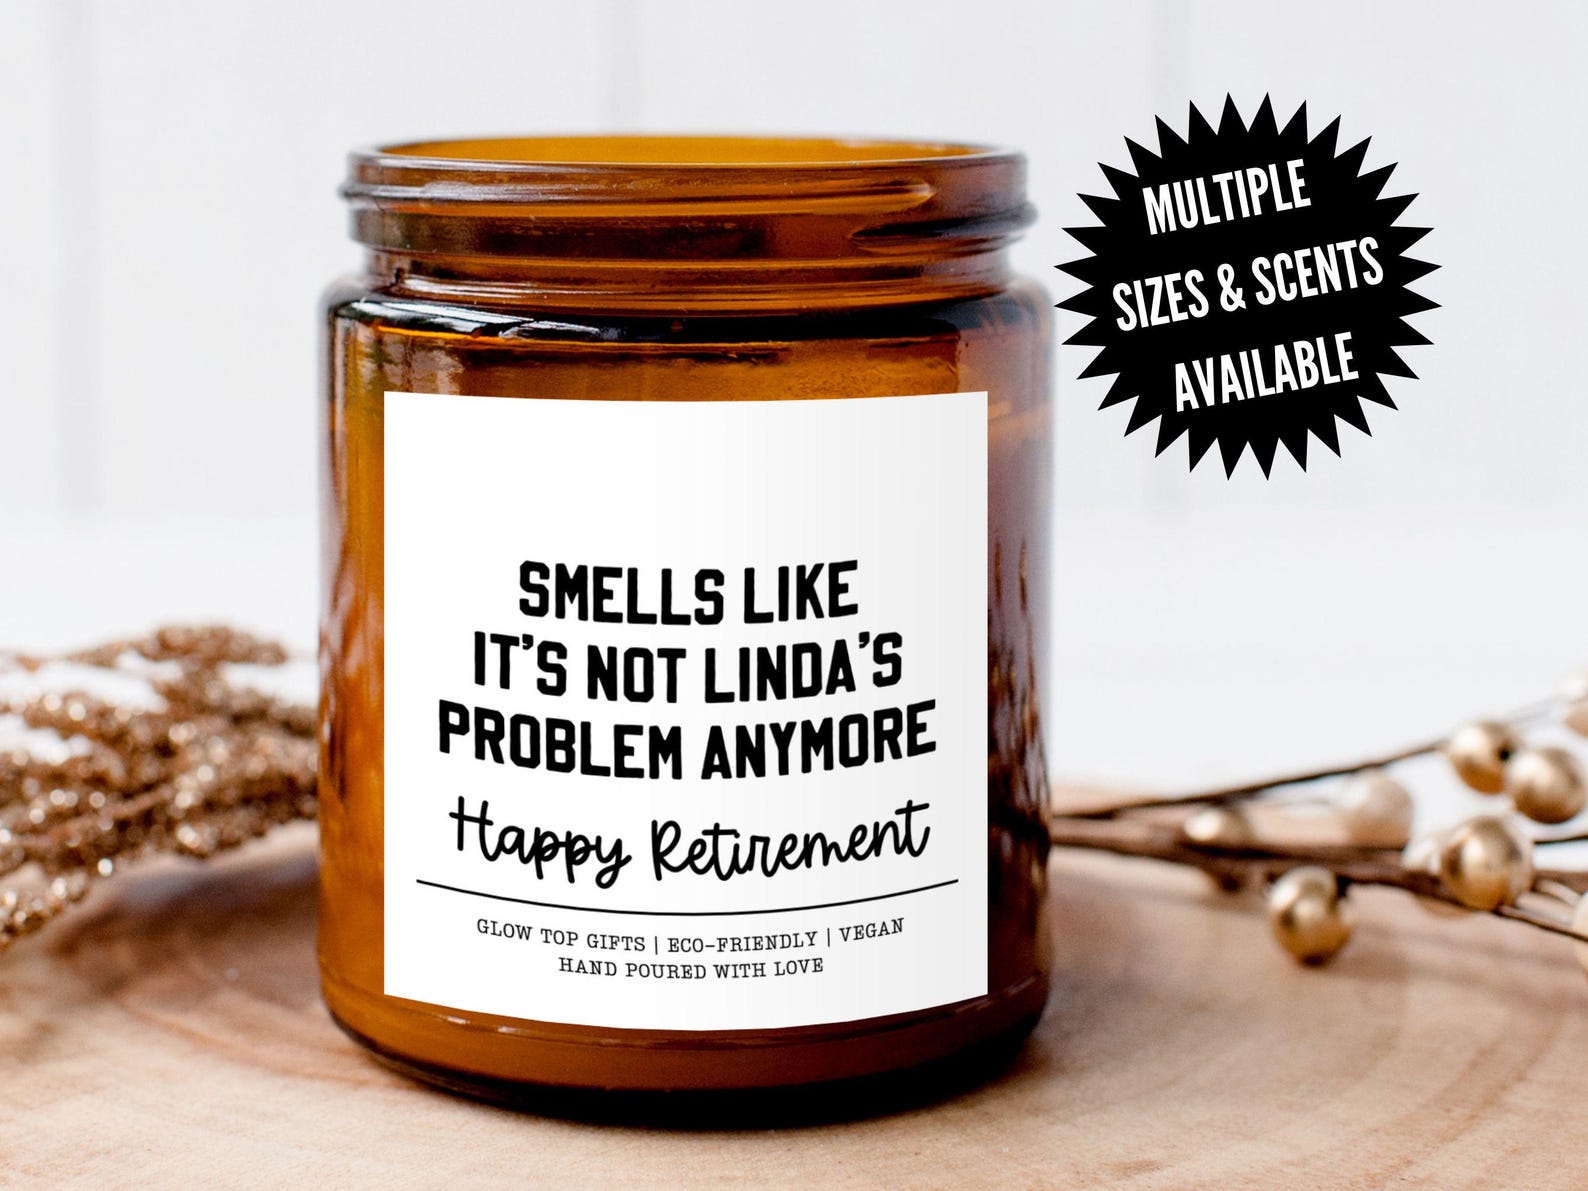 SMELLS LIKE
IT'S NOT LINDA'S
PROBLEM ANYMORE
Happy Retirement
GLOW TOP GIFTS | ECO-FRIENDLY | VEGAN
HAND POURED WITH LOVE
MULTIPLE
SIZES & SCENTS
AVAILABLE